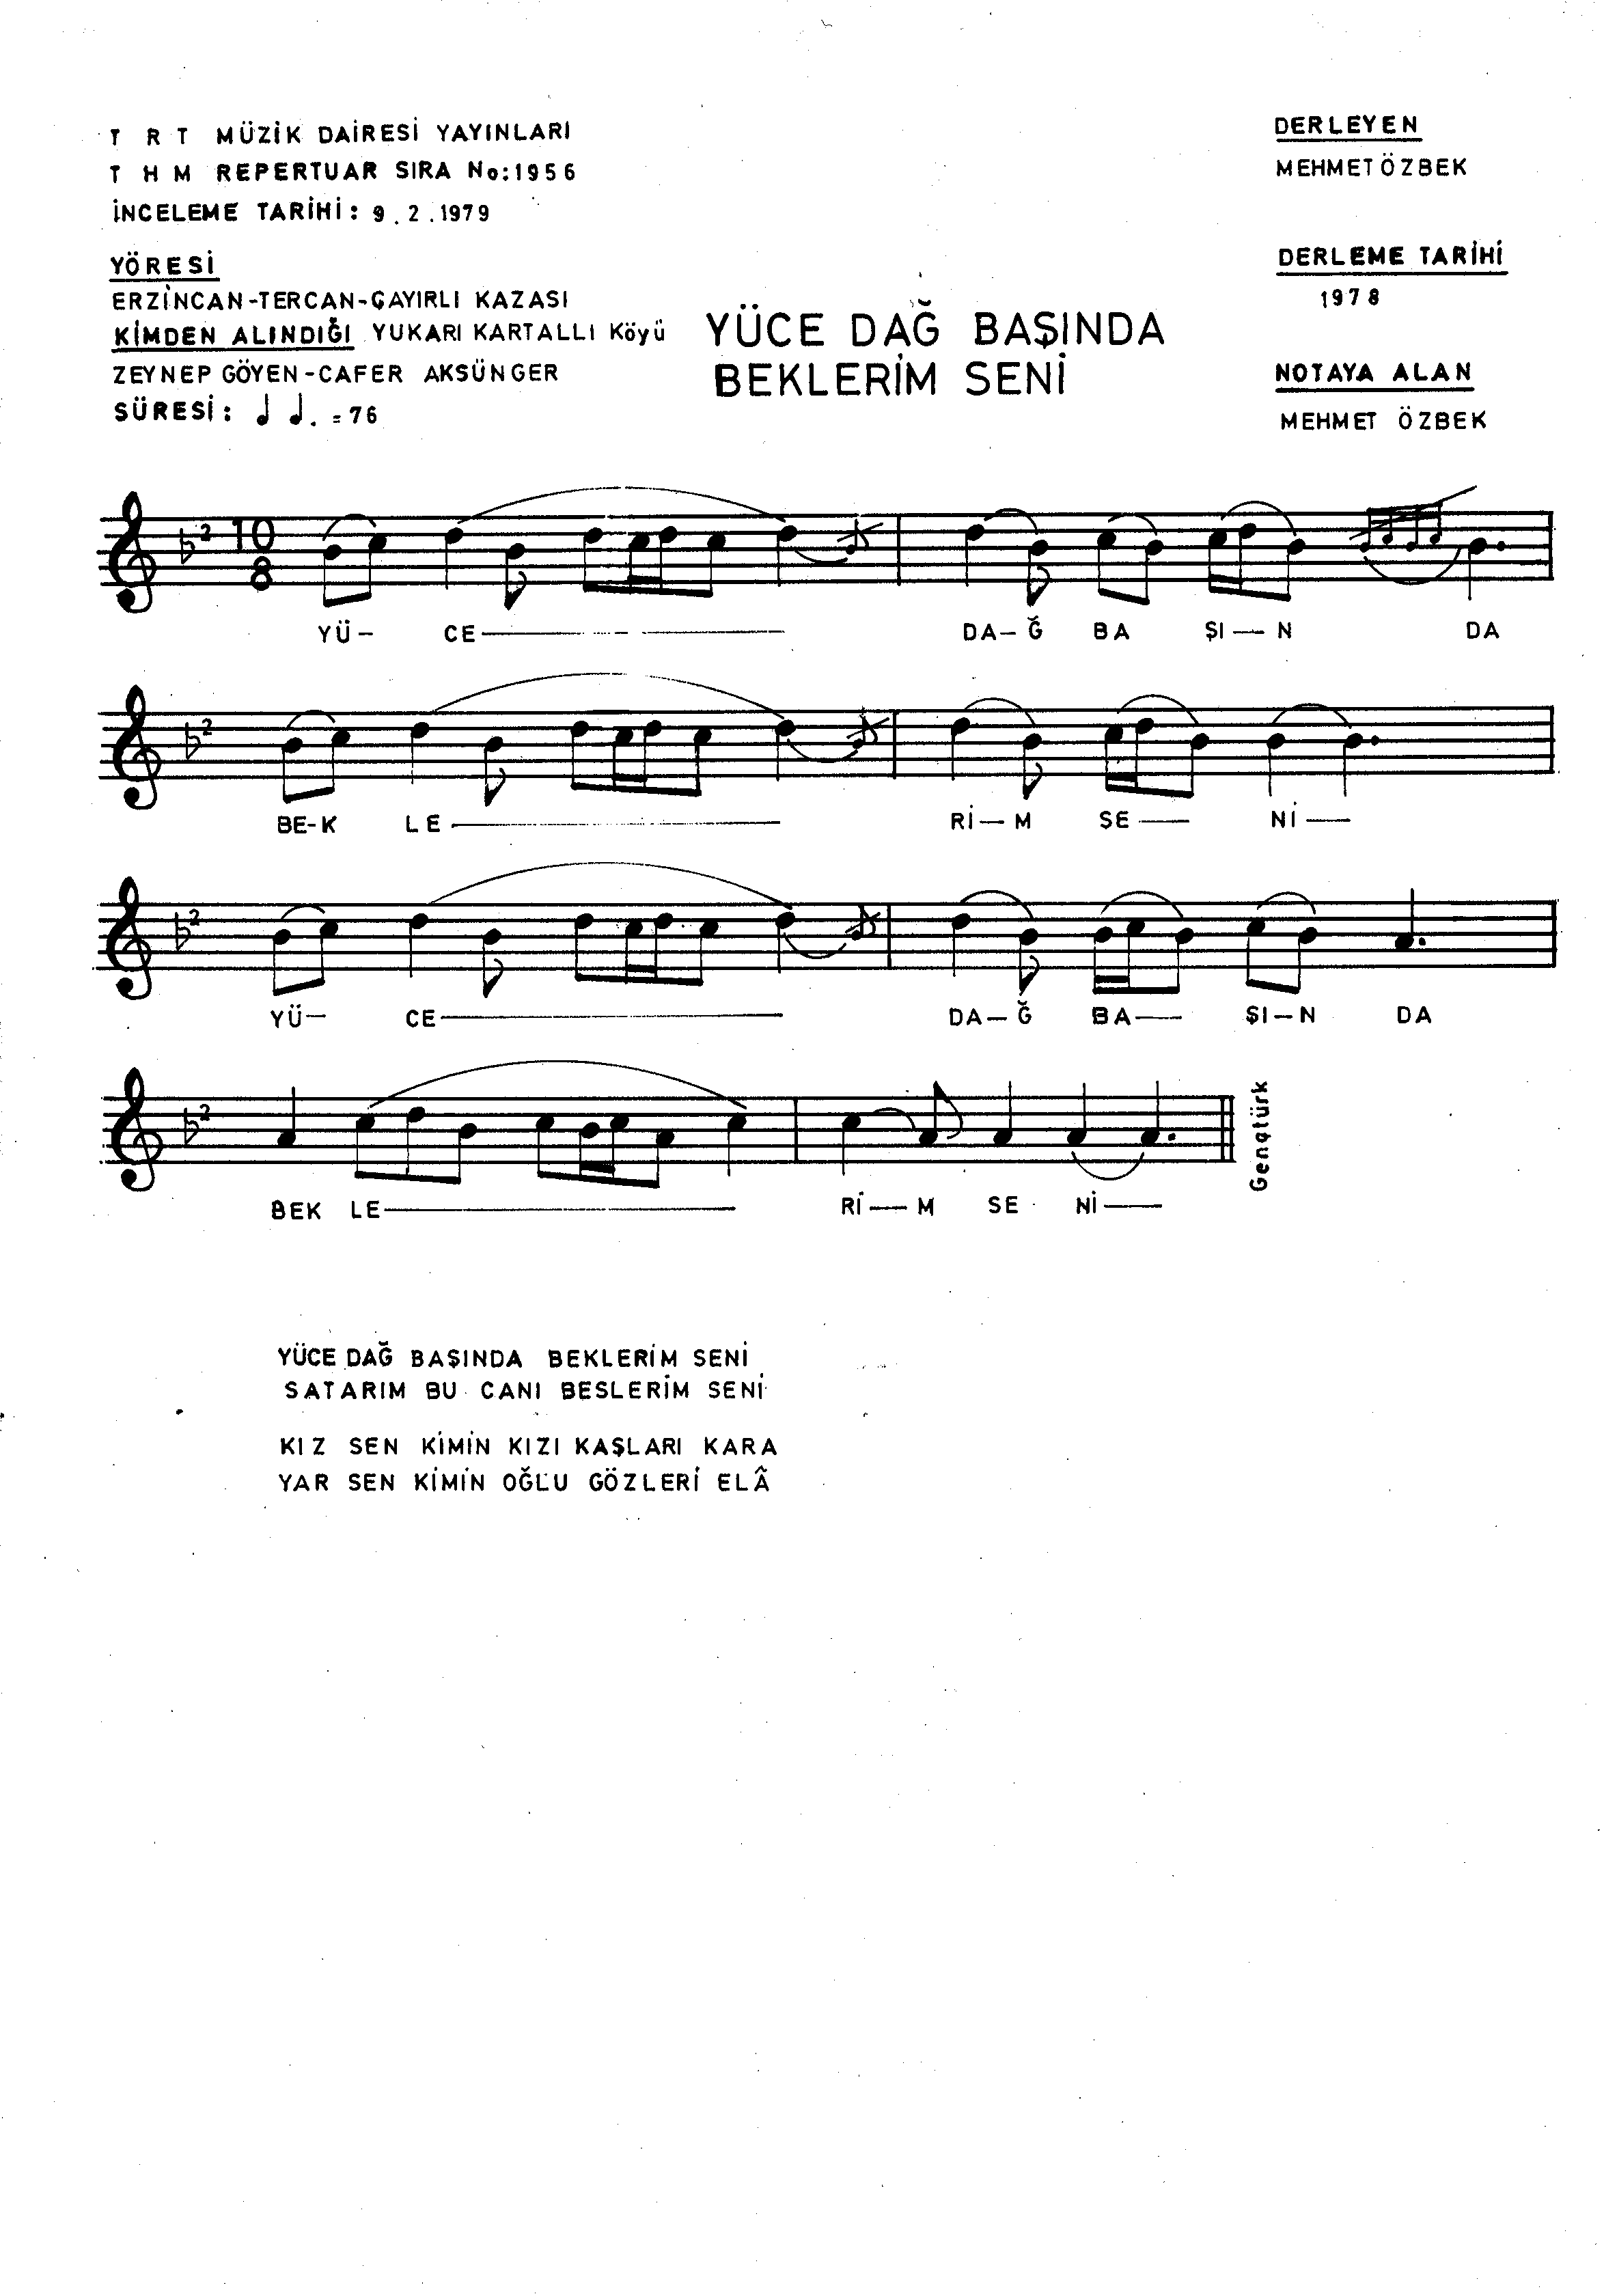 T R T MÜZİK DAİRESİ YAYINLARI
T H M REPERTUAR SIRA No:1956
İNCELEME TARİHİ: 9.2.1979
DERLEYEN
MEHMET ÖZBEK
YÖRESİ
ERZİNCAN-TERCAN-ÇAYIRLI KAZASI
KİMDEN ALINDIĞI YUKARI KARTALLI Köyü
ZEYNEP GÖYEN-CAFER AKSÜNGER
SÜRESİ: ♩ ♩. = 76
YÜCE DAĞ BAŞINDA
BEKLERİM SENİ
DERLEME TARİHİ
1978
NOTAYA ALAN
MEHMET ÖZBEK
2 10 8
YÜ- CE DA-Ğ BA ŞI-N DA
2
BE-K LE Rİ-M SE- Nİ-
2
YÜ- CE DA-Ğ BA- ŞI-N DA
2
BEK LE Rİ-M SE Nİ-
Gençtürk
YÜCE DAĞ BAŞINDA BEKLERİM SENİ
SATARIM BU CANI BESLERİM SENİ
KIZ SEN KİMİN KIZI KAŞLARI KARA
YAR SEN KİMİN OĞLU GÖZLERİ ELÂ